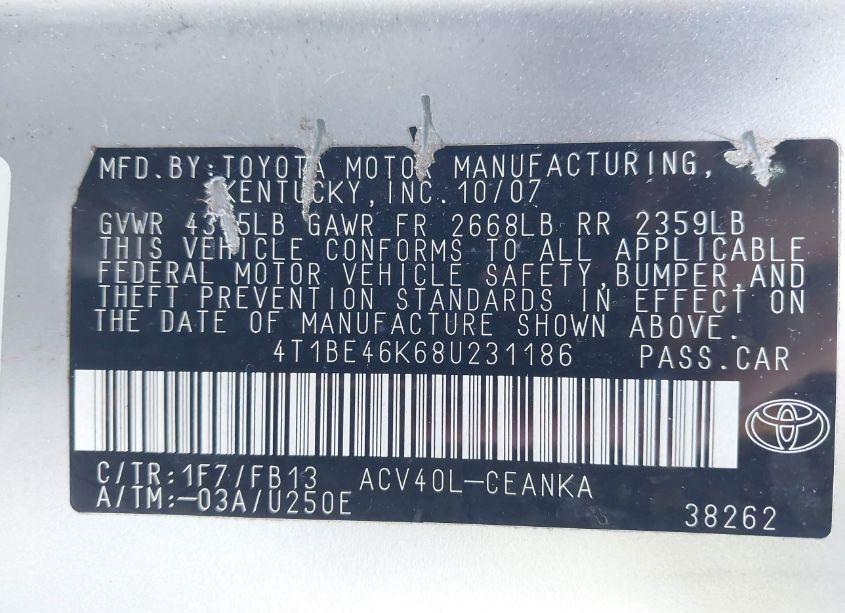 MFD.BY:TOYOTA MOTOR MANUFACTURING,
KENTUCKY,INC.10/07
GVWR GAWR FR 2668LB RR 2359LB
THIS VEHICLE CONFORMS TO ALL APPLICABLE
FEDERAL MOTOR VEHICLE SAFETY,BUMPER,AND
THEFT PREVENTION STANDARDS IN EFFECT ON
THE DATE OF MANUFACTURE SHOWN ABOVE.
4T1BE46K68U231186 PASS.CAR
C/TR:1F7/FB13 ACV40L-CEANKA
A/TM:-03A/U250E
38262